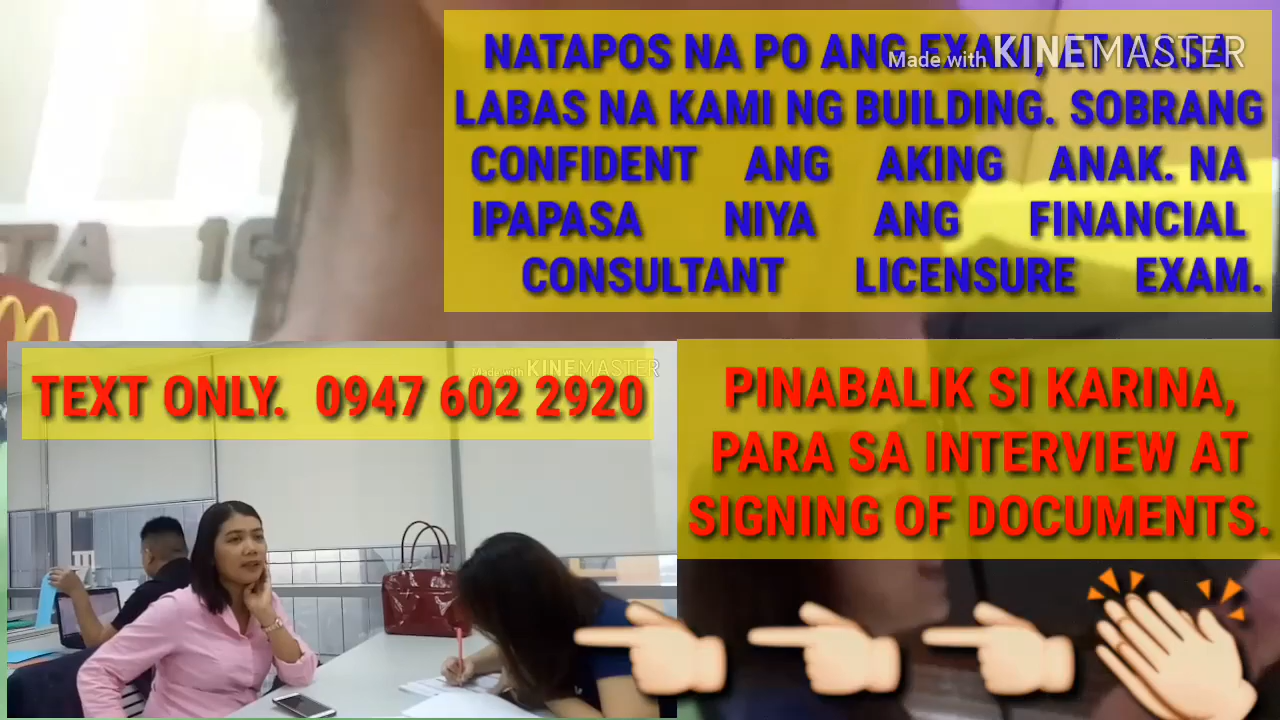 NATAPOS NA PO ANG
Made with KINEMASTER
LABAS NA KAMI NG BUILDING. SOBRANG
CONFIDENT ANG AKING ANAK. NA
IPAPASA NIYA ANG FINANCIAL
CONSULTANT LICENSURE EXAM.
TA 16
Made with KINEMASTER
TEXT ONLY. 0947 602 2920
PINABALIK SI KARINA,
PARA SA INTERVIEW AT
SIGNING OF DOCUMENTS.